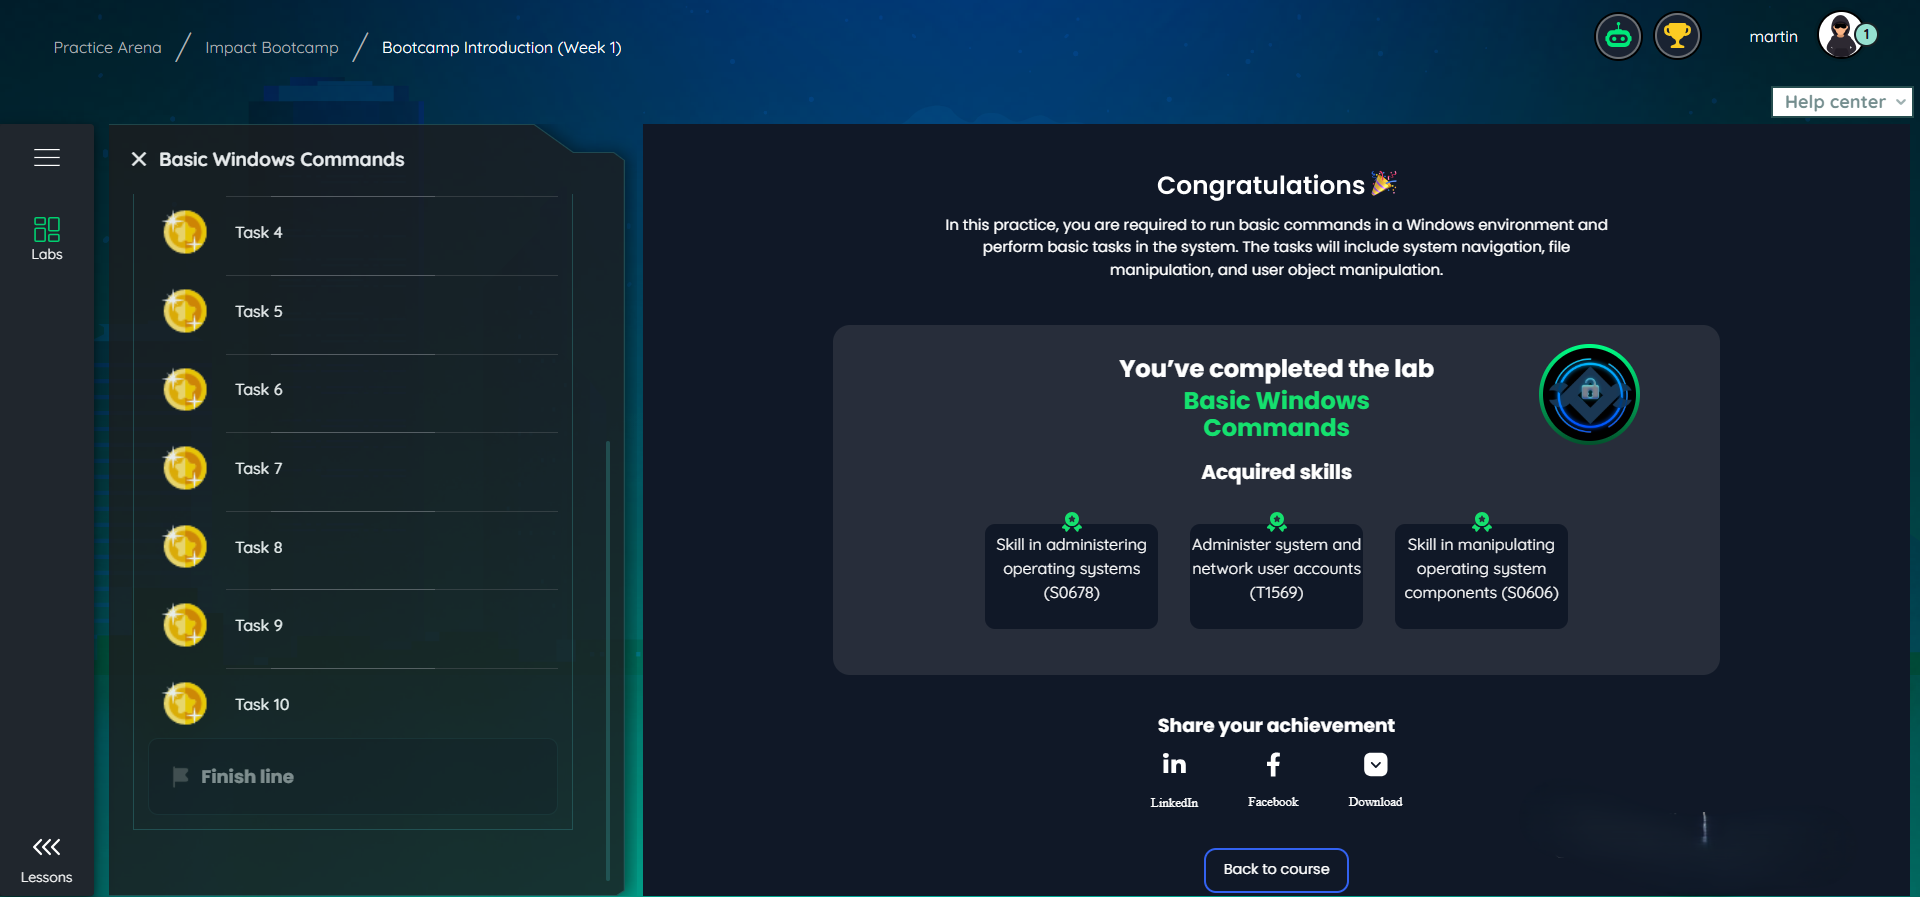 Practice Arena / Impact Bootcamp / Bootcamp Introduction (Week 1)
martin
1
Help center
Labs
Lessons
Basic Windows Commands
Task 4
Task 5
Task 6
Task 7
Task 8
Task 9
Task 10
Finish line
Congratulations 🎉
In this practice, you are required to run basic commands in a Windows environment and
perform basic tasks in the system. The tasks will include system navigation, file
manipulation, and user object manipulation.
You’ve completed the lab
Basic Windows
Commands
Acquired skills
Skill in administering
operating systems
(S0678)
Administer system and
network user accounts
(T1569)
Skill in manipulating
operating system
components (S0606)
Share your achievement
in
LinkedIn
f
Facebook
Download
Back to course